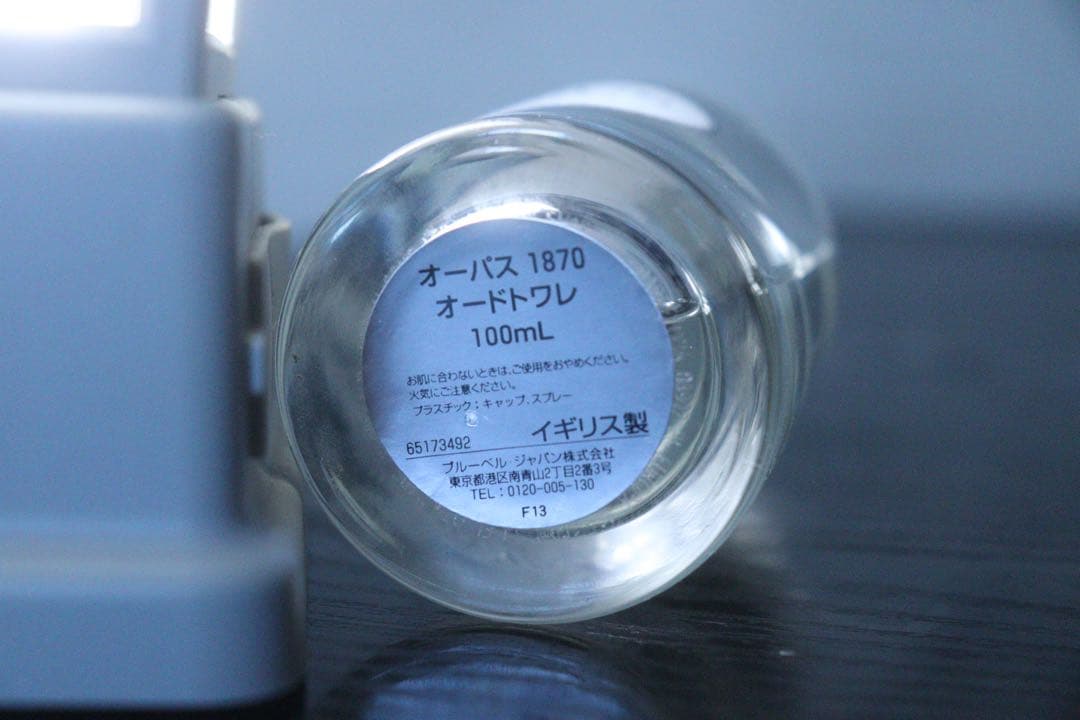 オーパス 1870
オードトワレ
100mL
お肌に合わないときは、ご使用をおやめください。
火気にご注意ください。
プラスチック：キャップ、スプレー
65173492 イギリス製
ブルーベル・ジャパン株式会社
東京都港区南青山2丁目2番3号
TEL：0120-005-130
F13